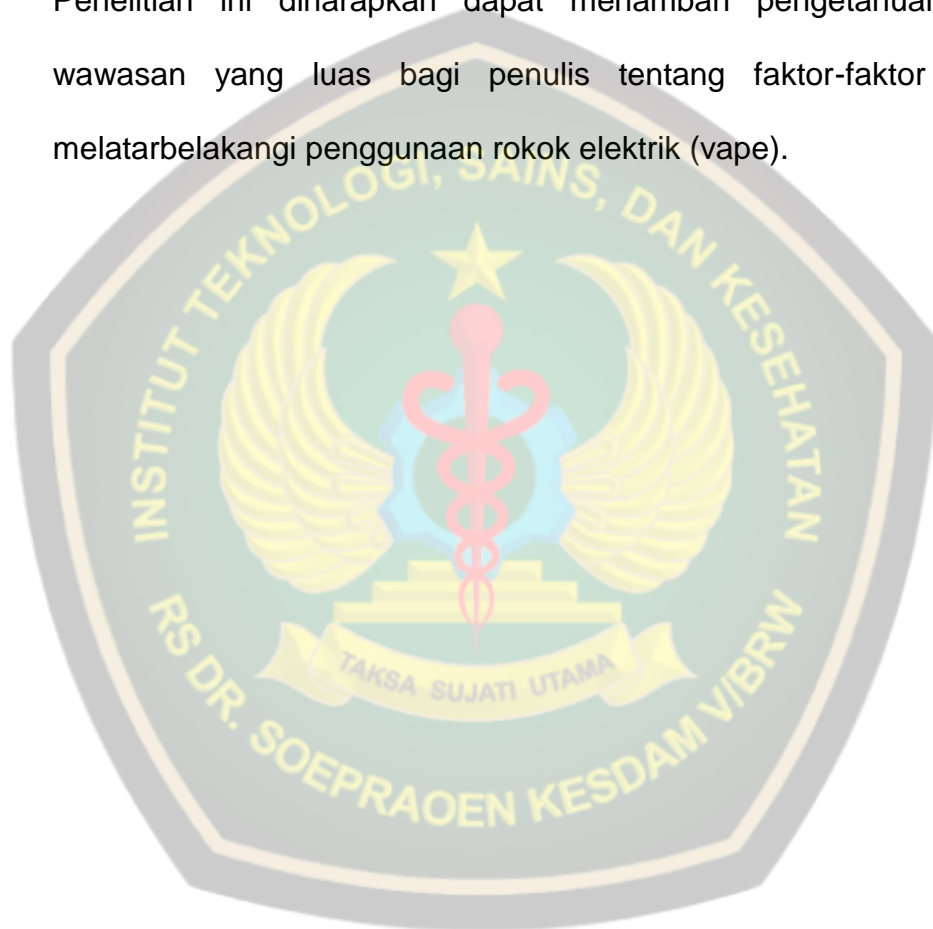 Penelitian ini diharapkan dapat menambah pengetahuan
wawasan yang luas bagi penulis tentang faktor-faktor
melatarbelakangi penggunaan rokok elektrik (vape).
INSTITUT TEKNOLOGI, SAINS, DAN KESEHATAN
TAKSA SUJATI UTAMA
RS DR. SOEPRAOEN KESDAM V/BRW